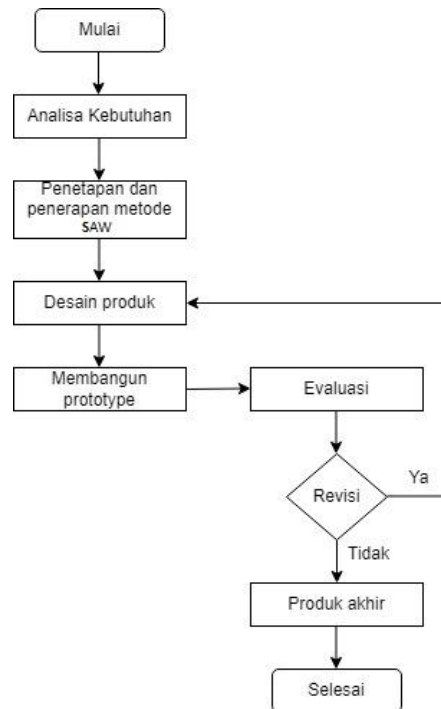 Mulai
Analisa Kebutuhan
Penetapan dan
penerapan metode
SAW
Desain produk
Membangun
prototype
Evaluasi
Revisi
Ya
Tidak
Produk akhir
Selesai